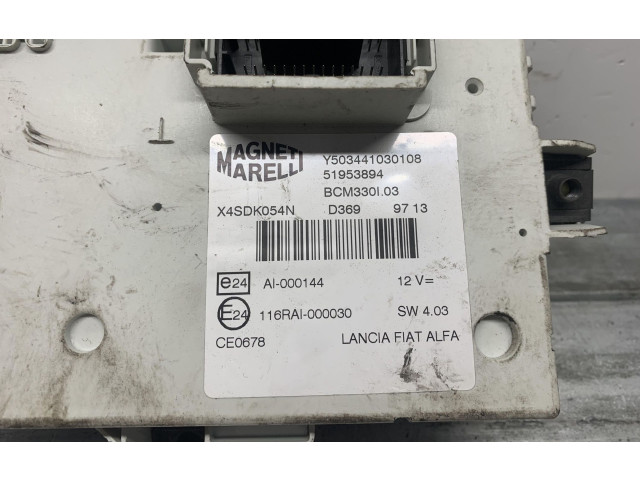 MAGNETI MARELLI
Y503441030108
51953894
BCM330I.03
X4SDK054N D369 97 13
e24 AI-000144 12 V=
E24 116RAI-000030 SW 4.03
CE0678 LANCIA FIAT ALFA